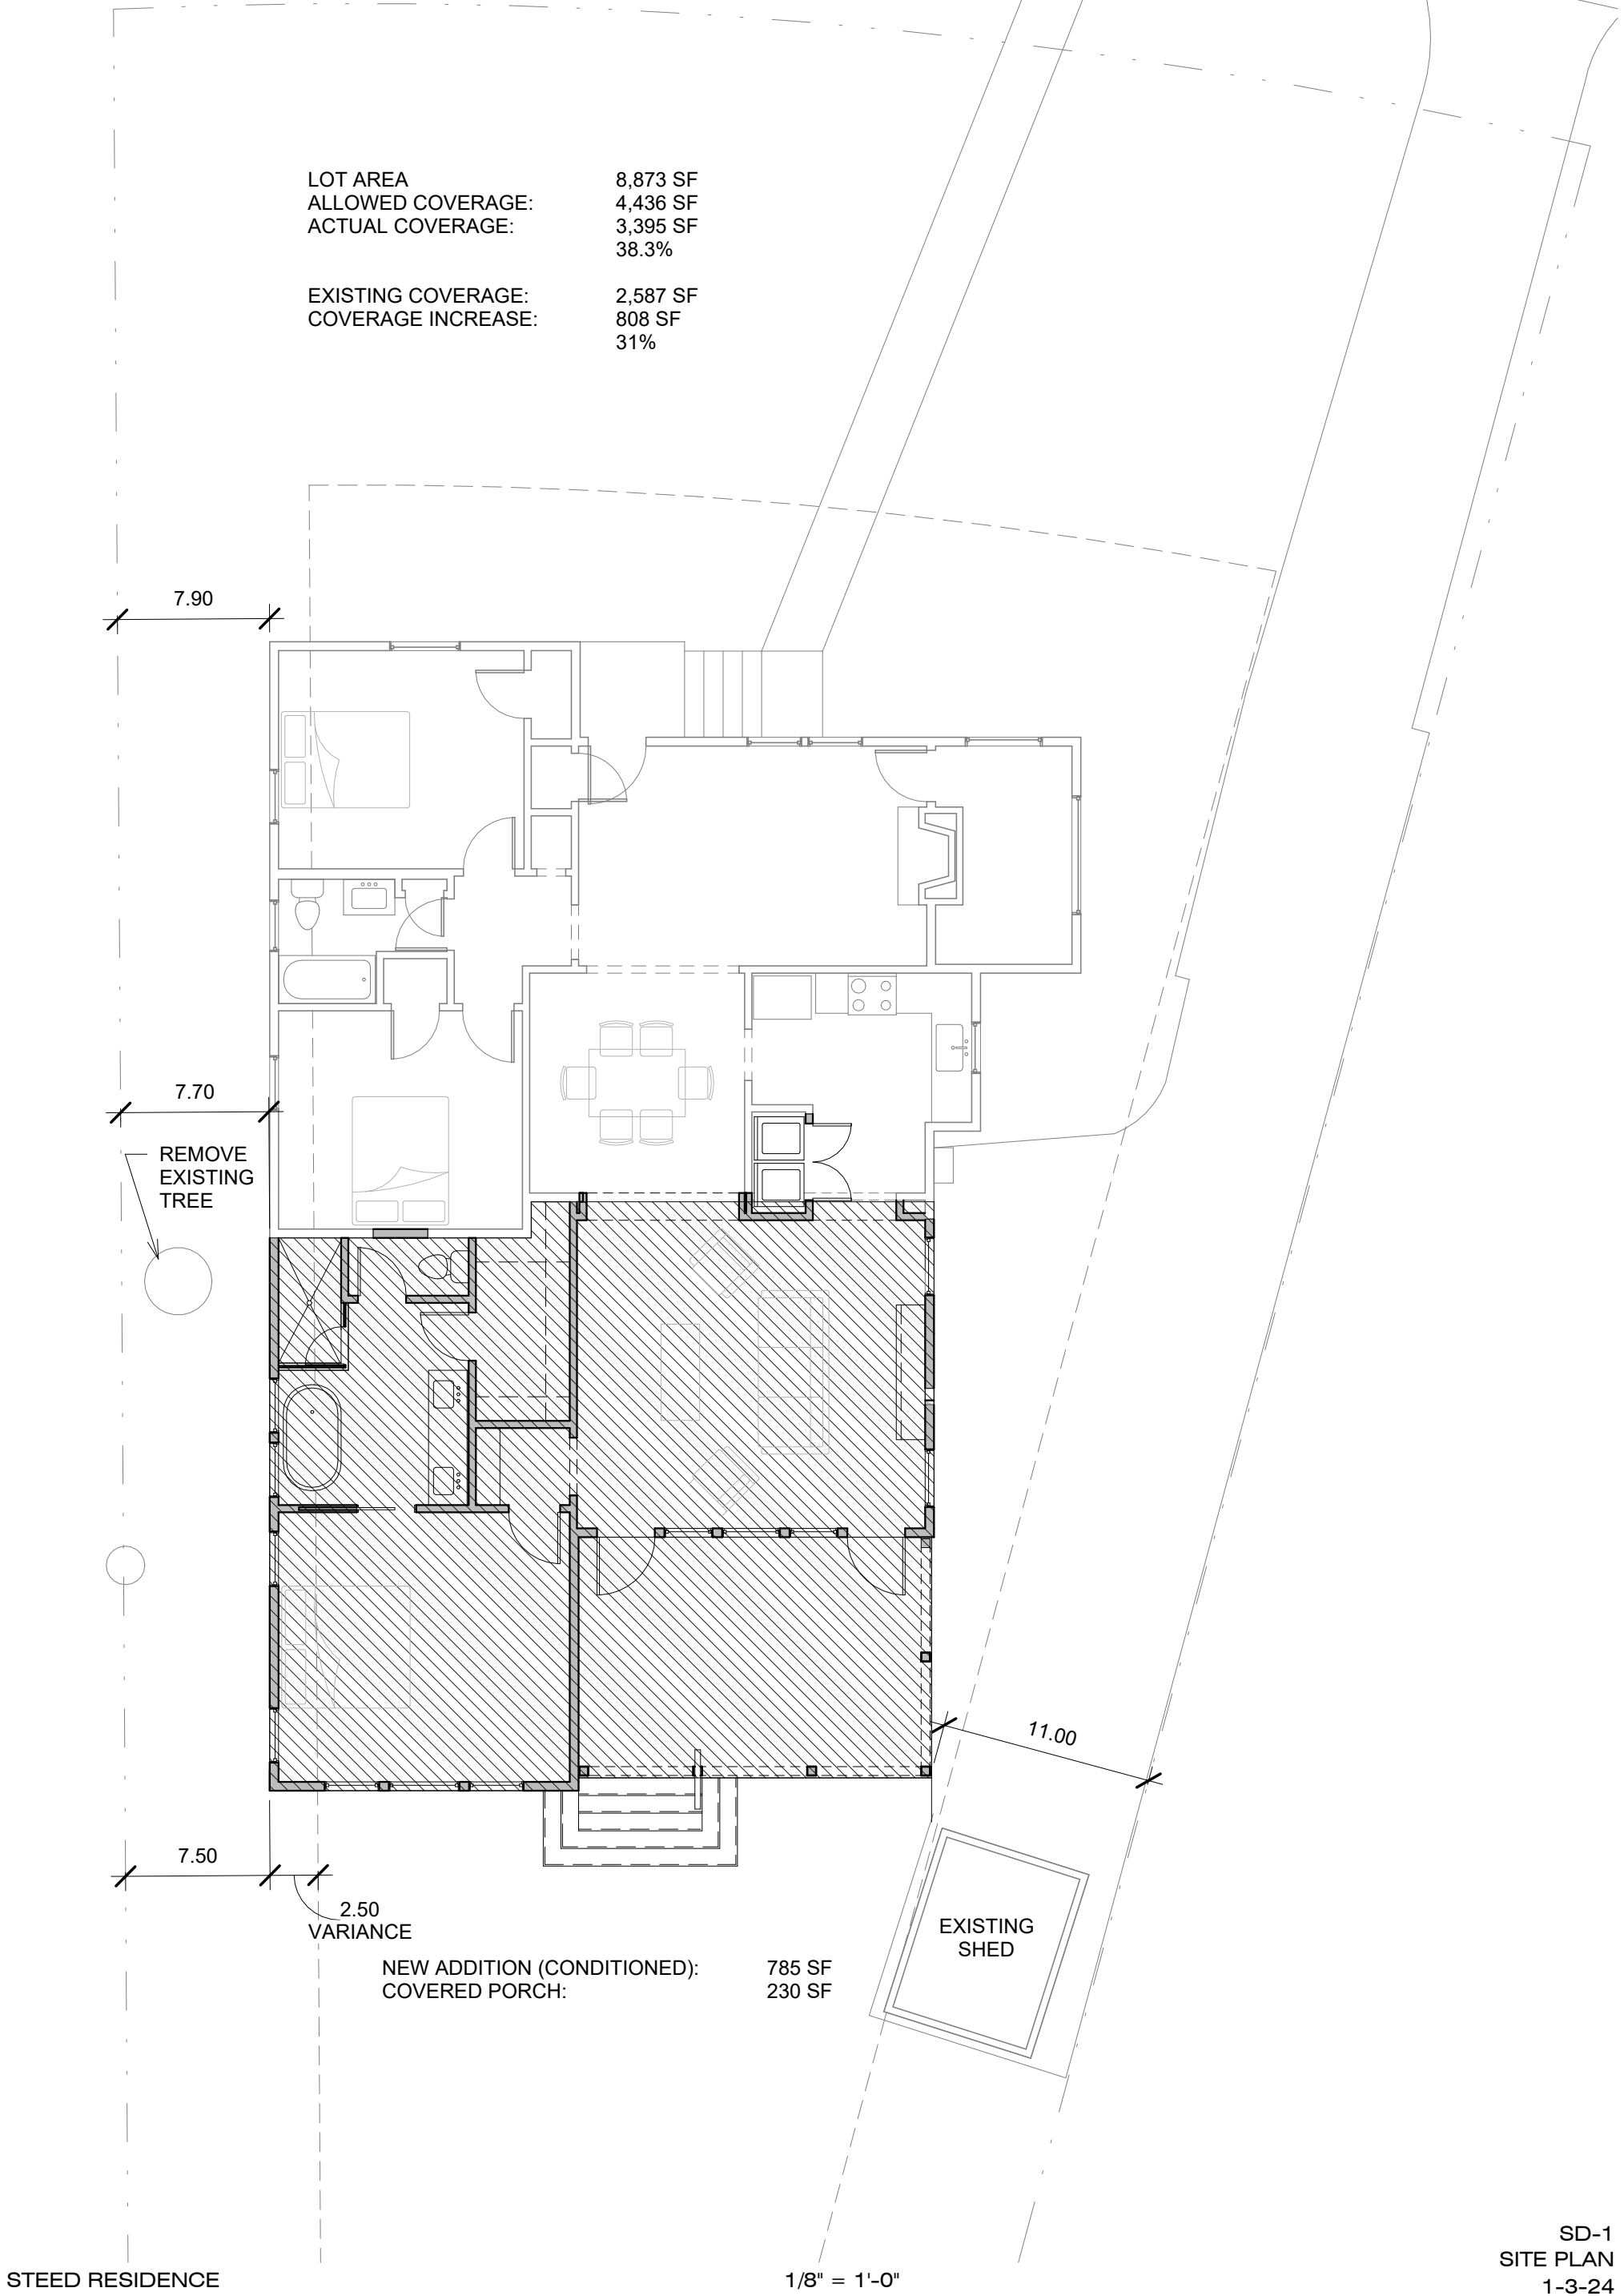 LOT AREA 8,873 SF
ALLOWED COVERAGE: 4,436 SF
ACTUAL COVERAGE: 3,395 SF
38.3%
EXISTING COVERAGE: 2,587 SF
COVERAGE INCREASE: 808 SF
31%
7.90
7.70
REMOVE
EXISTING
TREE
11.00
7.50
2.50
VARIANCE
EXISTING
SHED
NEW ADDITION (CONDITIONED): 785 SF
COVERED PORCH: 230 SF
STEED RESIDENCE
1/8" = 1'-0"
SD-1
SITE PLAN
1-3-24